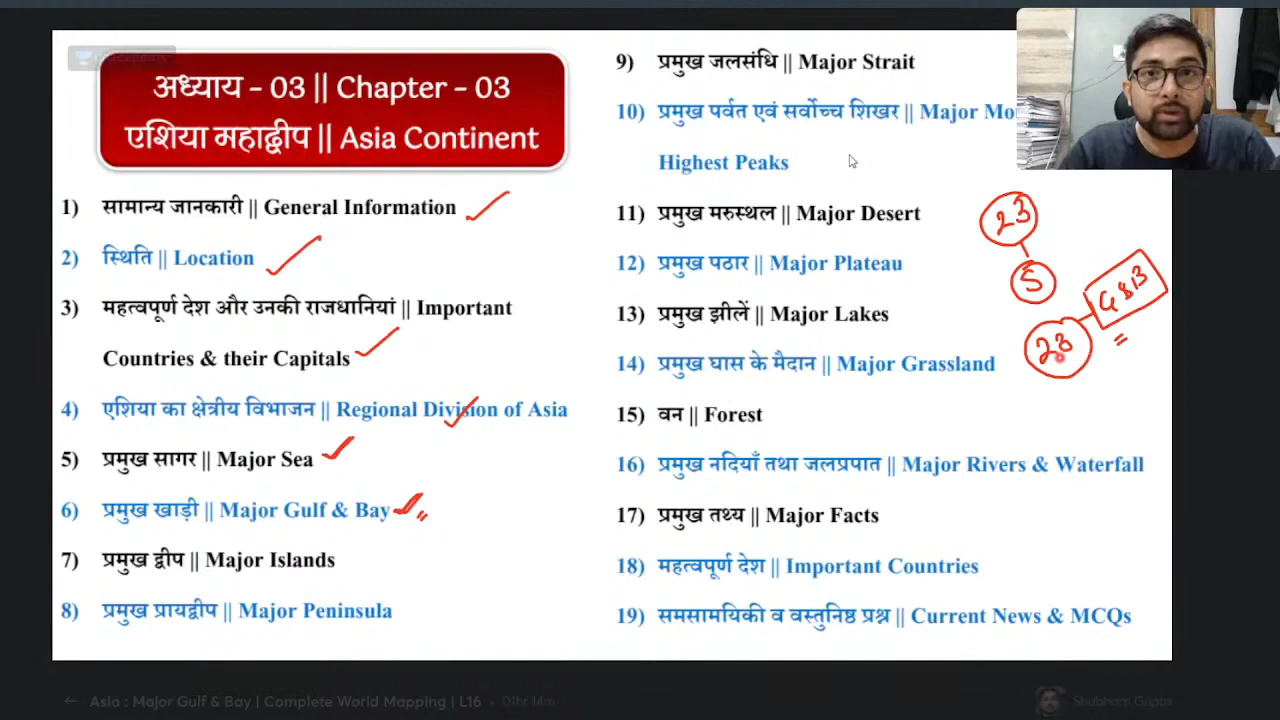 अध्याय - 03 || Chapter - 03
एशिया महाद्वीप || Asia Continent
1) सामान्य जानकारी || General Information
2) स्थिति || Location
3) महत्वपूर्ण देश और उनकी राजधानियां || Important
Countries & their Capitals
4) एशिया का क्षेत्रीय विभाजन || Regional Division of Asia
5) प्रमुख सागर || Major Sea
6) प्रमुख खाड़ी || Major Gulf & Bay
7) प्रमुख द्वीप || Major Islands
8) प्रमुख प्रायद्वीप || Major Peninsula
9) प्रमुख जलसंधि || Major Strait
10) प्रमुख पर्वत एवं सर्वोच्च शिखर || Major Mo
Highest Peaks
11) प्रमुख मरुस्थल || Major Desert
12) प्रमुख पठार || Major Plateau
13) प्रमुख झीलें || Major Lakes
14) प्रमुख घास के मैदान || Major Grassland
15) वन || Forest
16) प्रमुख नदियाँ तथा जलप्रपात || Major Rivers & Waterfall
17) प्रमुख तथ्य || Major Facts
18) महत्वपूर्ण देश || Important Countries
19) समसामयिकी व वस्तुनिष्ठ प्रश्न || Current News & MCQs
23
5
G&B
23
Asia : Major Gulf & Bay | Complete World Mapping | L16
Shubham Gupta